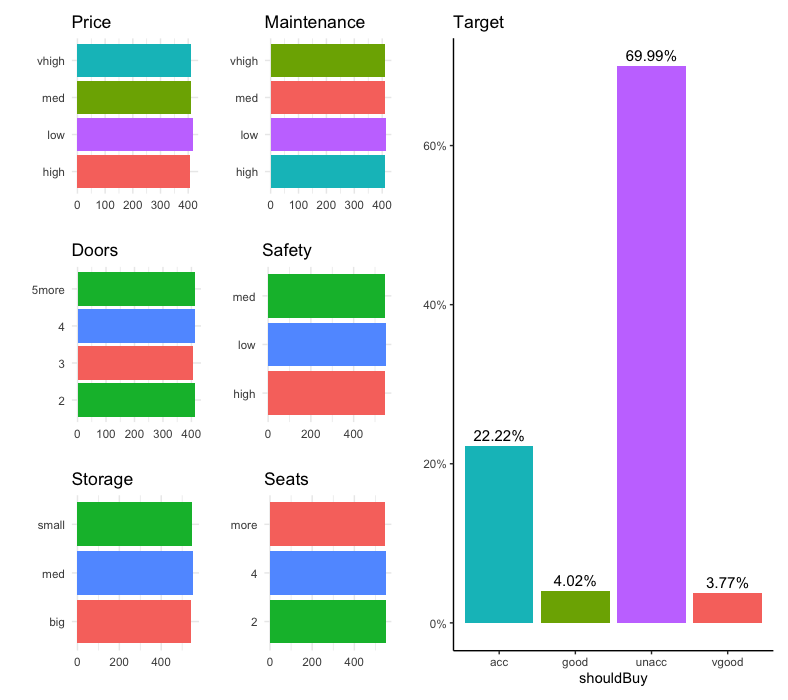 Price
vhigh
med
low
high
0 100 200 300 400
Maintenance
vhigh
med
low
high
0 100 200 300 400
Doors
5more
4
3
2
0 100 200 300 400
Safety
med
low
high
0 200 400
Storage
small
med
big
0 200 400
Seats
more
4
2
0 200 400
Target
69.99%
60%
40%
22.22%
20%
4.02%
3.77%
0%
acc good unacc vgood
shouldBuy